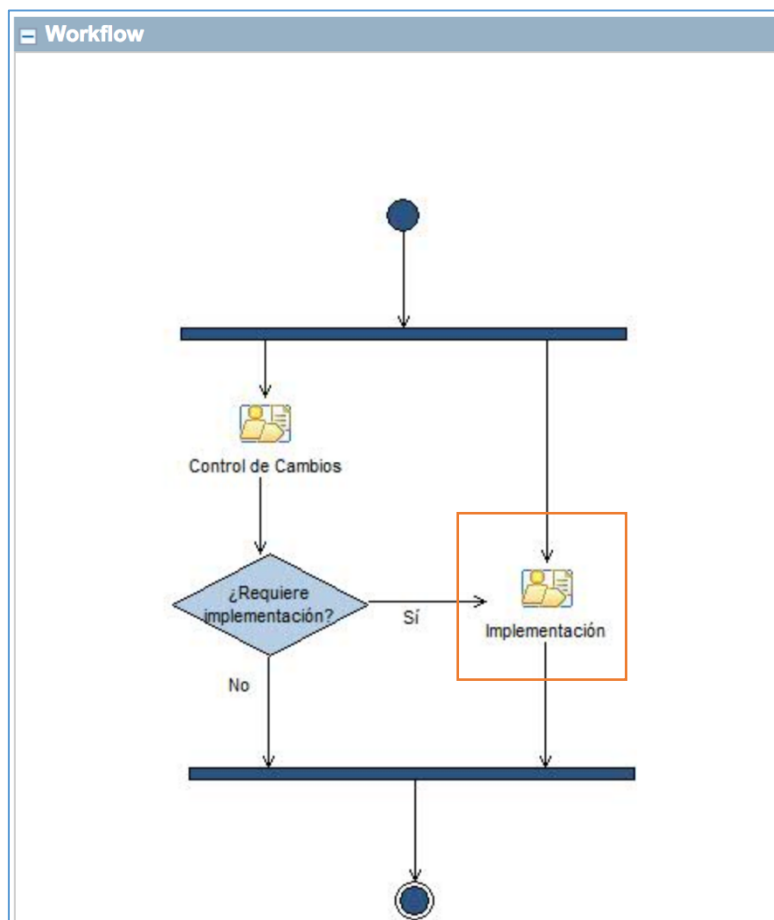 Workflow
Control de Cambios
¿Requiere
implementación?
Sí
Implementación
No